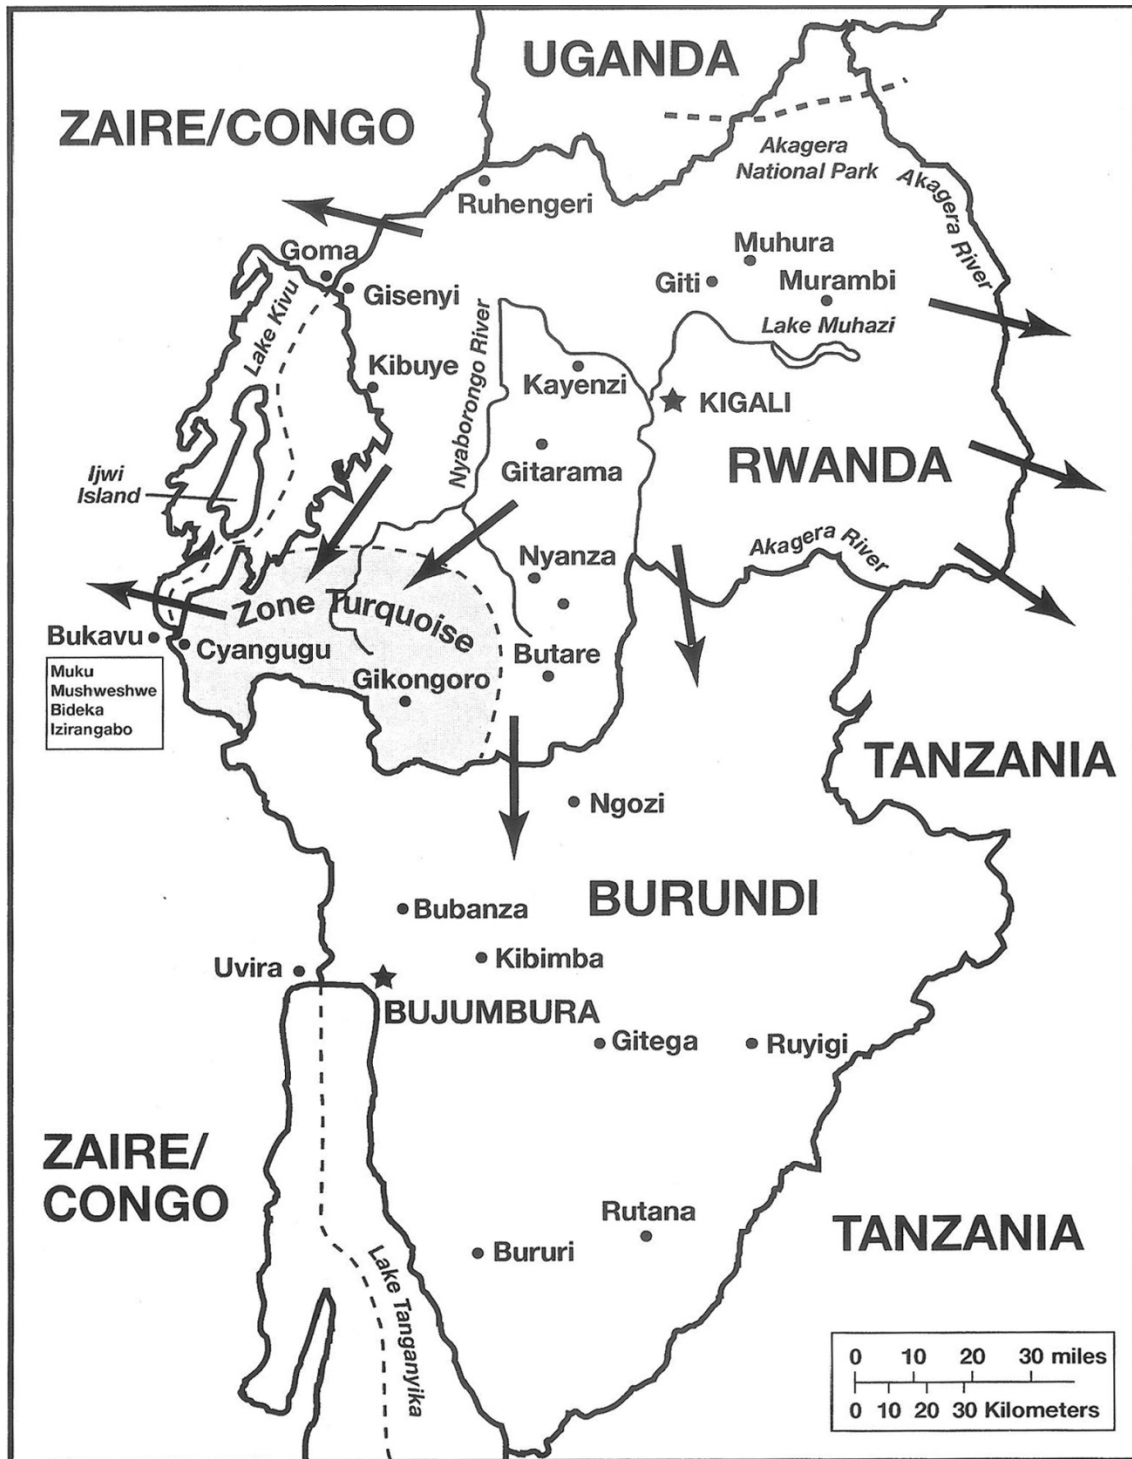 UGANDA
ZAIRE/CONGO
Akagera
National Park
Akagera River
Ruhengeri
Goma
Gisenyi
Lake Kivu
Muhura
Giti
Murambi
Lake Muhazi
Kibuye
Nyaborongo River
Kayenzi
KIGALI
Gitarama
RWANDA
Ijwi
Island
Akagera River
Nyanza
Zone Turquoise
Bukavu
Cyangugu
Butare
Muku
Mushweshwe
Bideka
Izirangabo
Gikongoro
TANZANIA
Ngozi
BURUNDI
Bubanza
Kibimba
Uvira
BUJUMBURA
Gitega
Ruyigi
ZAIRE/
CONGO
Rutana
TANZANIA
Bururi
Lake Tanganyika
0 10 20 30 miles
0 10 20 30 Kilometers